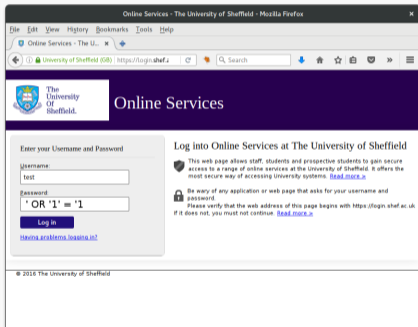 Online Services - The University of Sheffield - Mozilla Firefox
File Edit View History Bookmarks Tools Help
Online Services - The U...
University of Sheffield (GB) https://login.shef.a
Search
The
University
Of
Sheffield.
Online Services
Enter your Username and Password
Username:
test
Password
' OR '1' = '1
Log in
Having problems logging in?
Log into Online Services at The University of Sheffield
This web page allows staff, students and prospective students to gain secure
access to a range of online services at the University of Sheffield. It offers the
most secure way of accessing University systems. Read more »
Be wary of any application or web page that asks for your username and
password.
Please verify that the web address of this page begins with https://login.shef.ac.uk
If it does not, you must not continue. Read more »
© 2016 The University of Sheffield